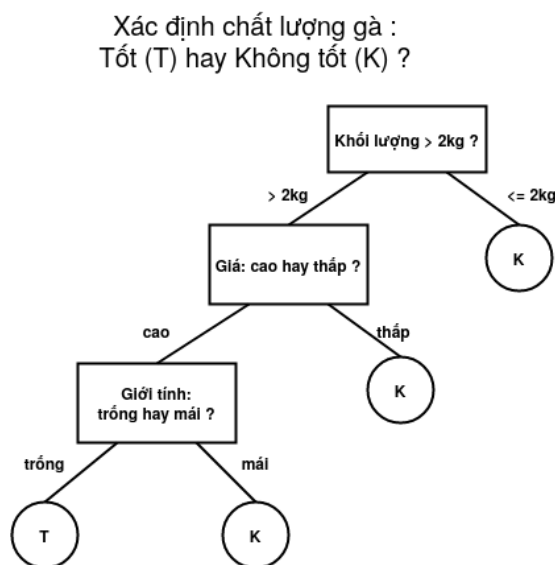 Xác định chất lượng gà :
Tốt (T) hay Không tốt (K) ?
Khối lượng > 2kg ?
> 2kg
<= 2kg
Giá: cao hay thấp ?
K
cao
thấp
Giới tính:
trống hay mái ?
K
trống
mái
T
K